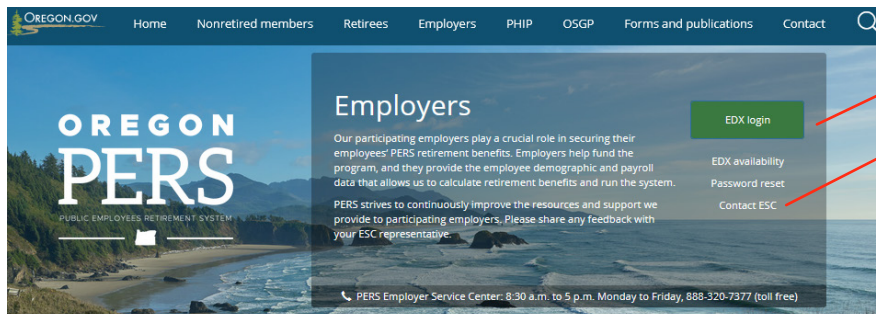 OREGON.GOV
Home Nonretired members Retirees Employers PHIP OSGP Forms and publications Contact
OREGON
PERS
PUBLIC EMPLOYEES RETIREMENT SYSTEM
Employers
Our participating employers play a crucial role in securing their
employees' PERS retirement benefits. Employers help fund the
program, and they provide the employee demographic and payroll
data that allows us to calculate retirement benefits and run the system.
PERS strives to continuously improve the resources and support we
provide to participating employers. Please share any feedback with
your ESC representative.
EDX login
EDX availability
Password reset
Contact ESC
PERS Employer Service Center: 8:30 a.m. to 5 p.m. Monday to Friday, 888-320-7377 (toll free)